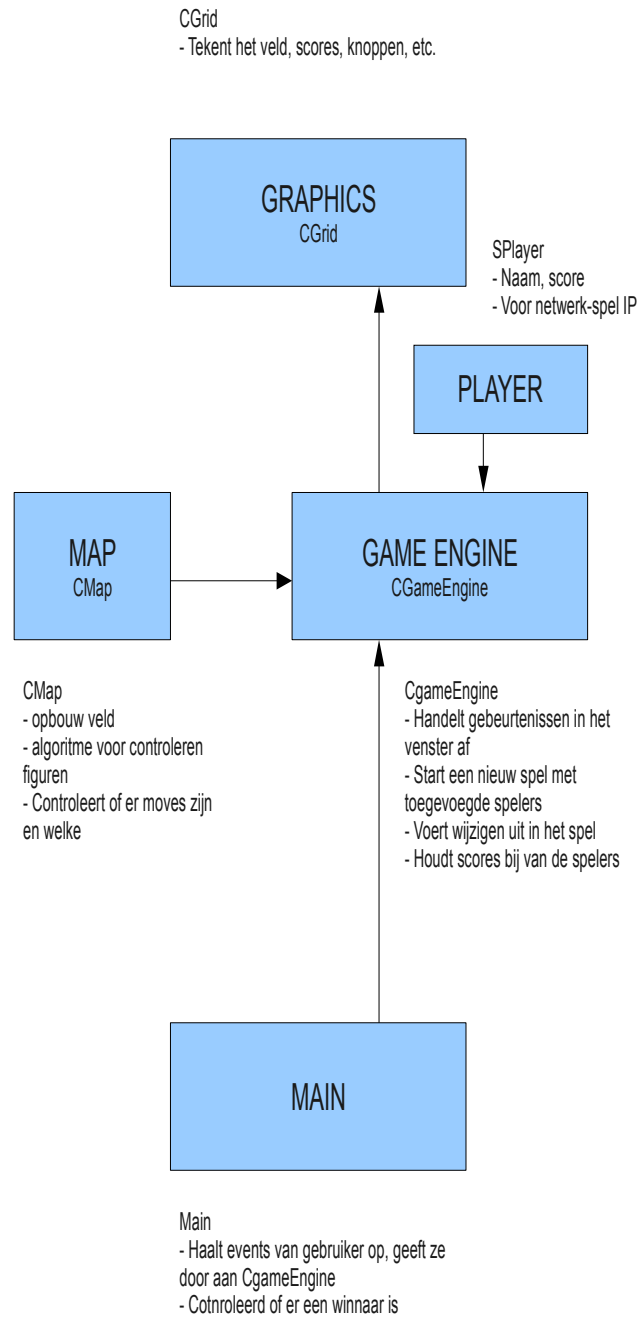 CGrid
- Tekent het veld, scores, knoppen, etc.
GRAPHICS
CGrid
SPlayer
- Naam, score
- Voor netwerk-spel IP
PLAYER
MAP
CMap
GAME ENGINE
CGameEngine
CMap
- opbouw veld
- algoritme voor controleren
figuren
- Controleert of er moves zijn
en welke
CgameEngine
- Handelt gebeurtenissen in het
venster af
- Start een nieuw spel met
toegevoegde spelers
- Voert wijzigen uit in het spel
- Houdt scores bij van de spelers
MAIN
Main
- Haalt events van gebruiker op, geeft ze
door aan CgameEngine
- Cotnroleerd of er een winnaar is